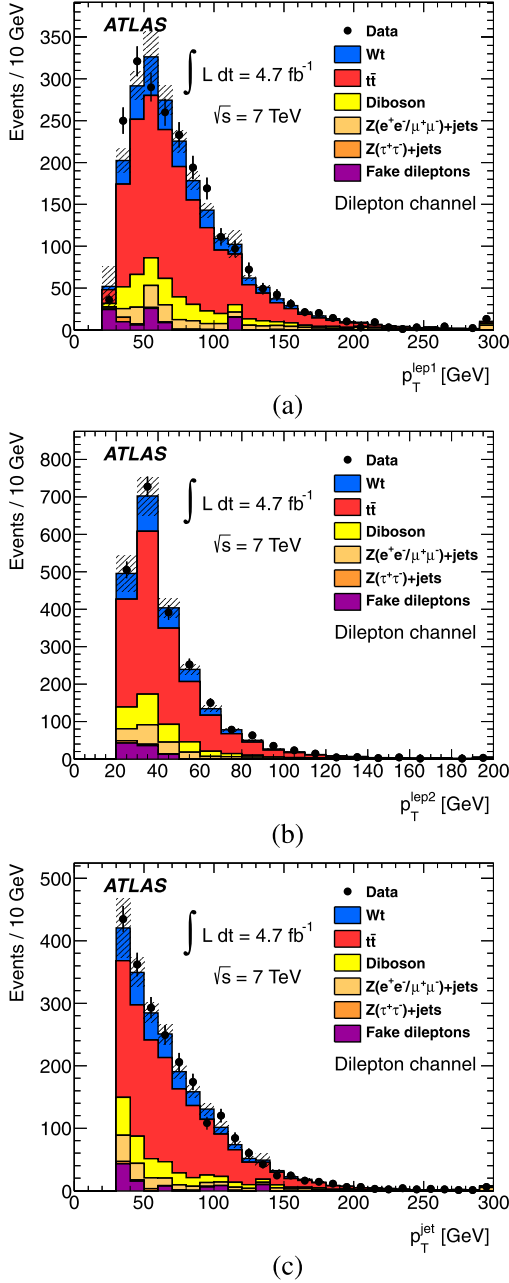 ATLAS
Events / 10 GeV
350
300
250
200
150
100
50
0
∫ L dt = 4.7 fb⁻¹
√s = 7 TeV
Data
Wt
tt̄
Diboson
Z(e⁺e⁻/μ⁺μ⁻)+jets
Z(τ⁺τ⁻)+jets
Fake dileptons
Dilepton channel
0 50 100 150 200 250 300
p_T^lep1 [GeV]
(a)
ATLAS
Events / 10 GeV
800
700
600
500
400
300
200
100
0
∫ L dt = 4.7 fb⁻¹
√s = 7 TeV
Data
Wt
tt̄
Diboson
Z(e⁺e⁻/μ⁺μ⁻)+jets
Z(τ⁺τ⁻)+jets
Fake dileptons
Dilepton channel
0 20 40 60 80 100 120 140 160 180 200
p_T^lep2 [GeV]
(b)
ATLAS
Events / 10 GeV
500
400
300
200
100
0
∫ L dt = 4.7 fb⁻¹
√s = 7 TeV
Data
Wt
tt̄
Diboson
Z(e⁺e⁻/μ⁺μ⁻)+jets
Z(τ⁺τ⁻)+jets
Fake dileptons
Dilepton channel
0 50 100 150 200 250 300
p_T^jet [GeV]
(c)